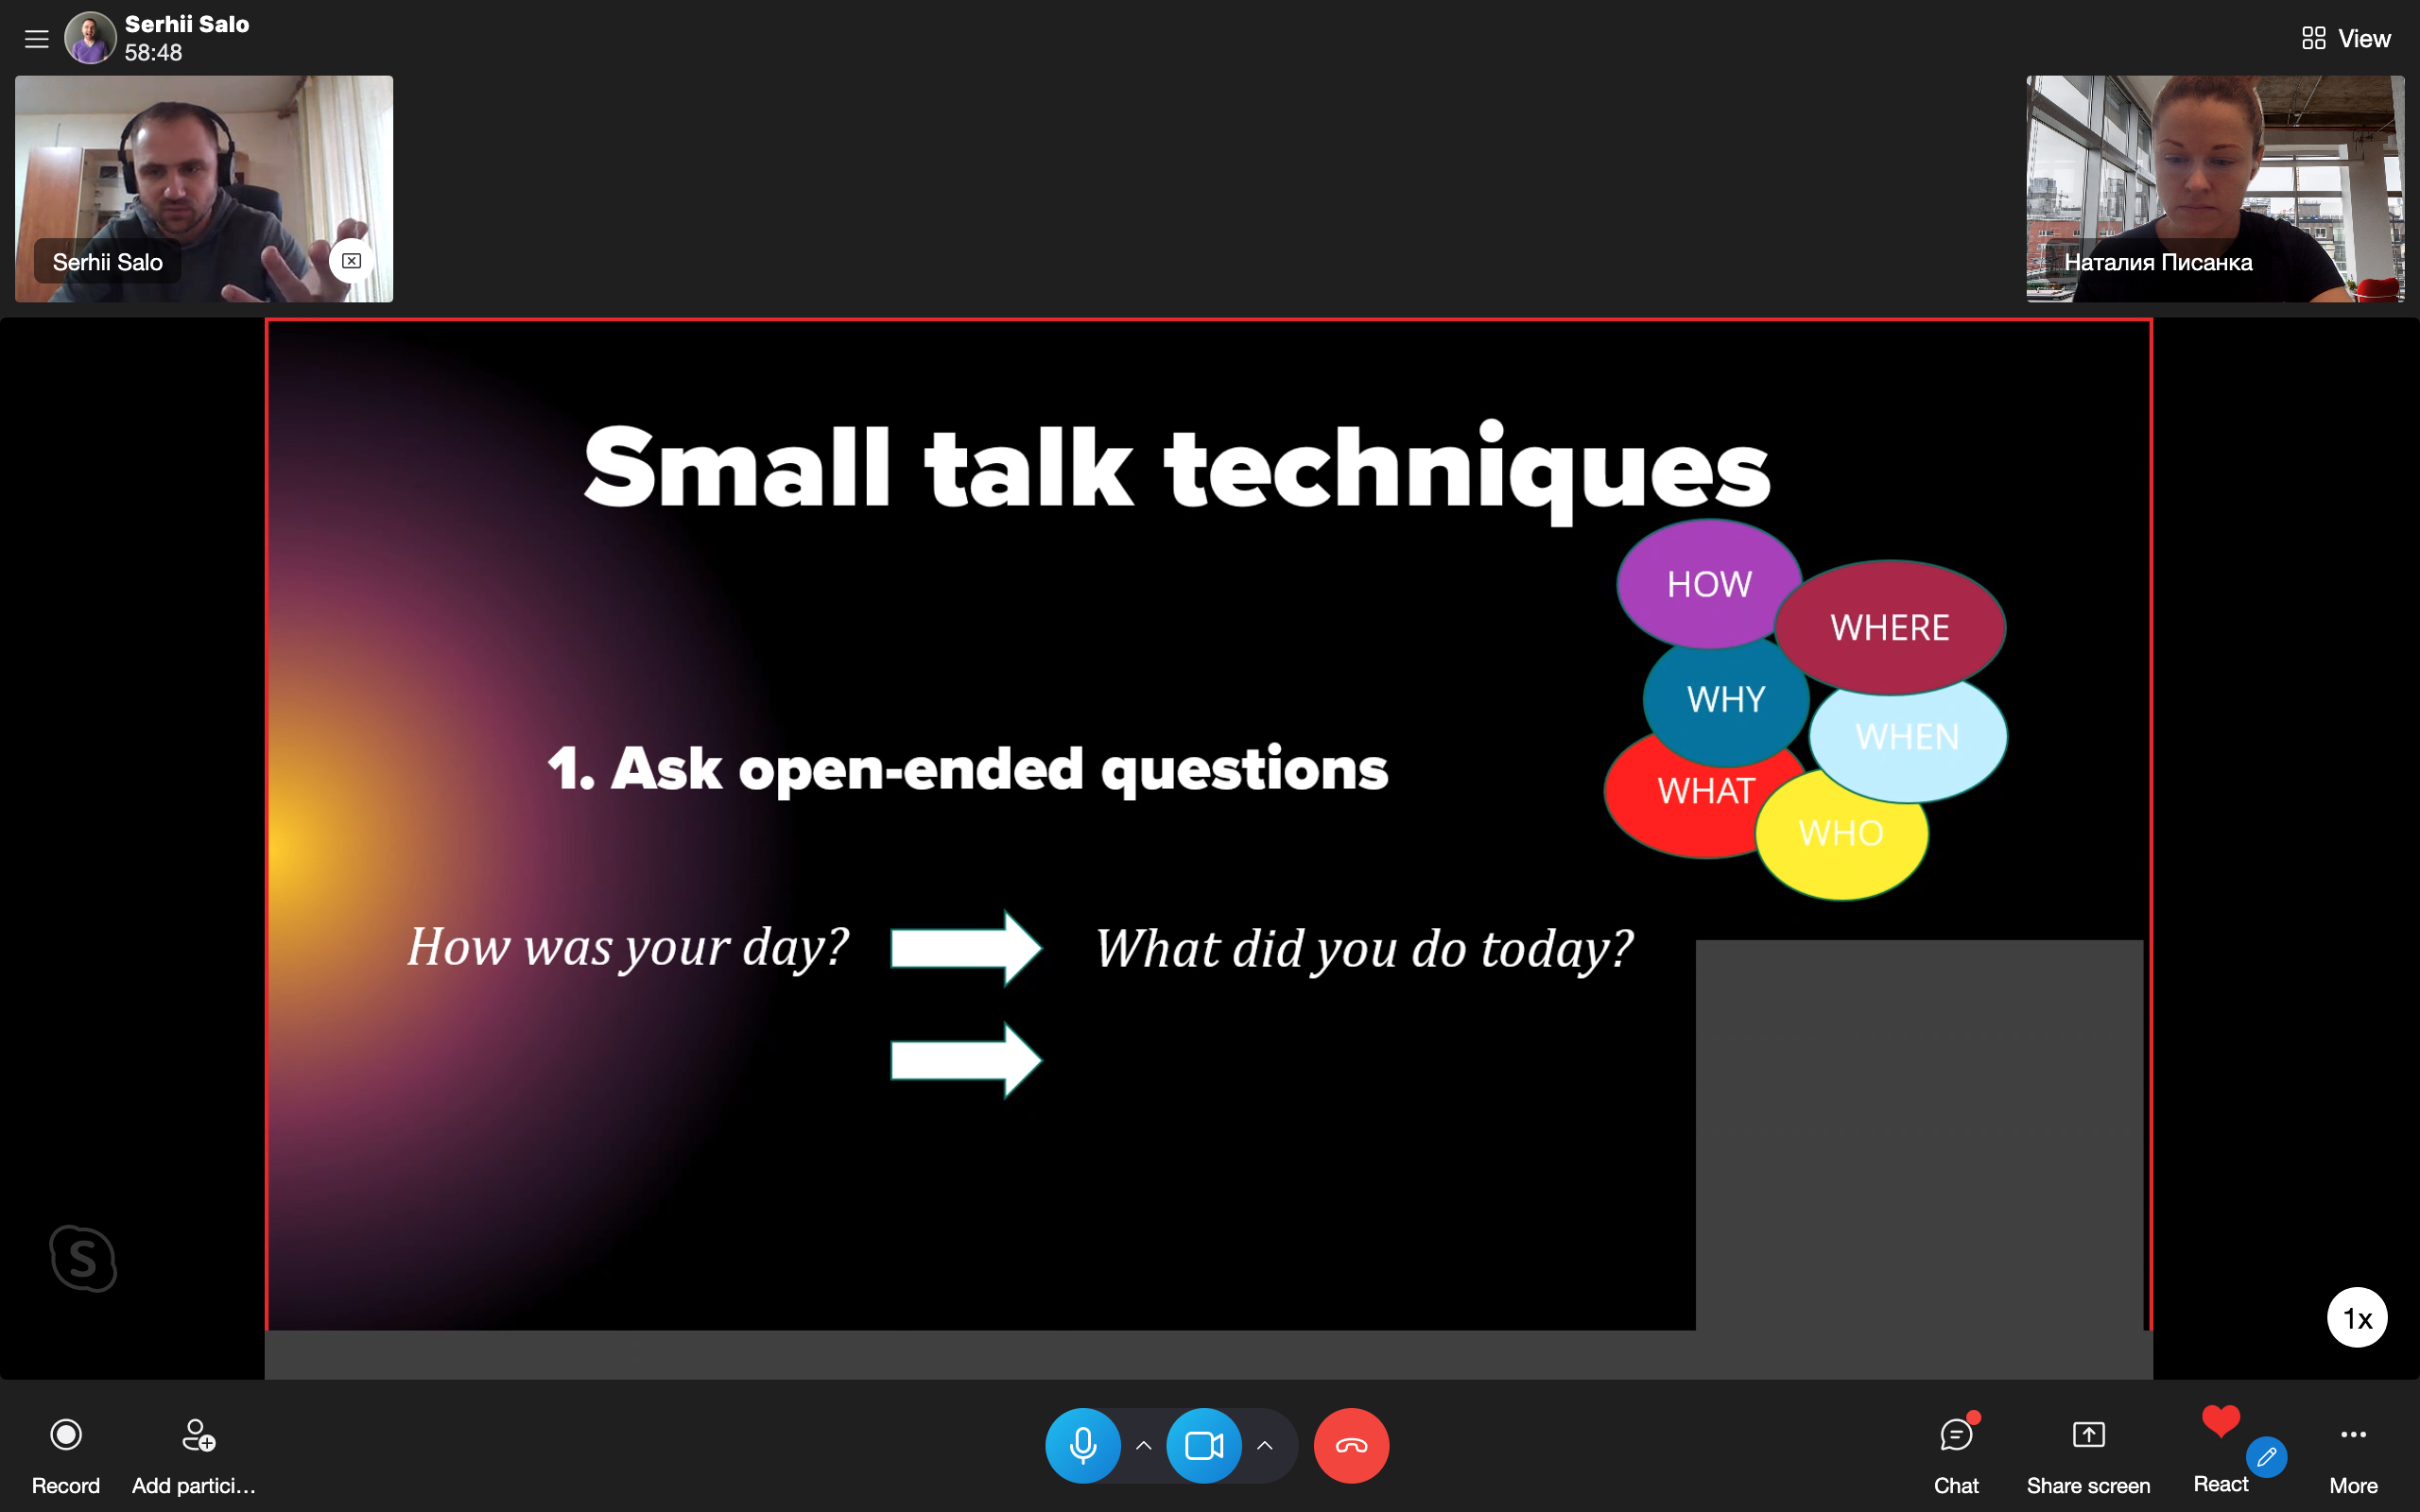 Serhii Salo
58:48
View
Serhii Salo
Наталия Писанка
Small talk techniques
HOW
WHERE
WHY
WHEN
WHAT
WHO
1. Ask open-ended questions
How was your day?
What did you do today?
S
1x
Record
Add partici...
Chat
Share screen
React
More